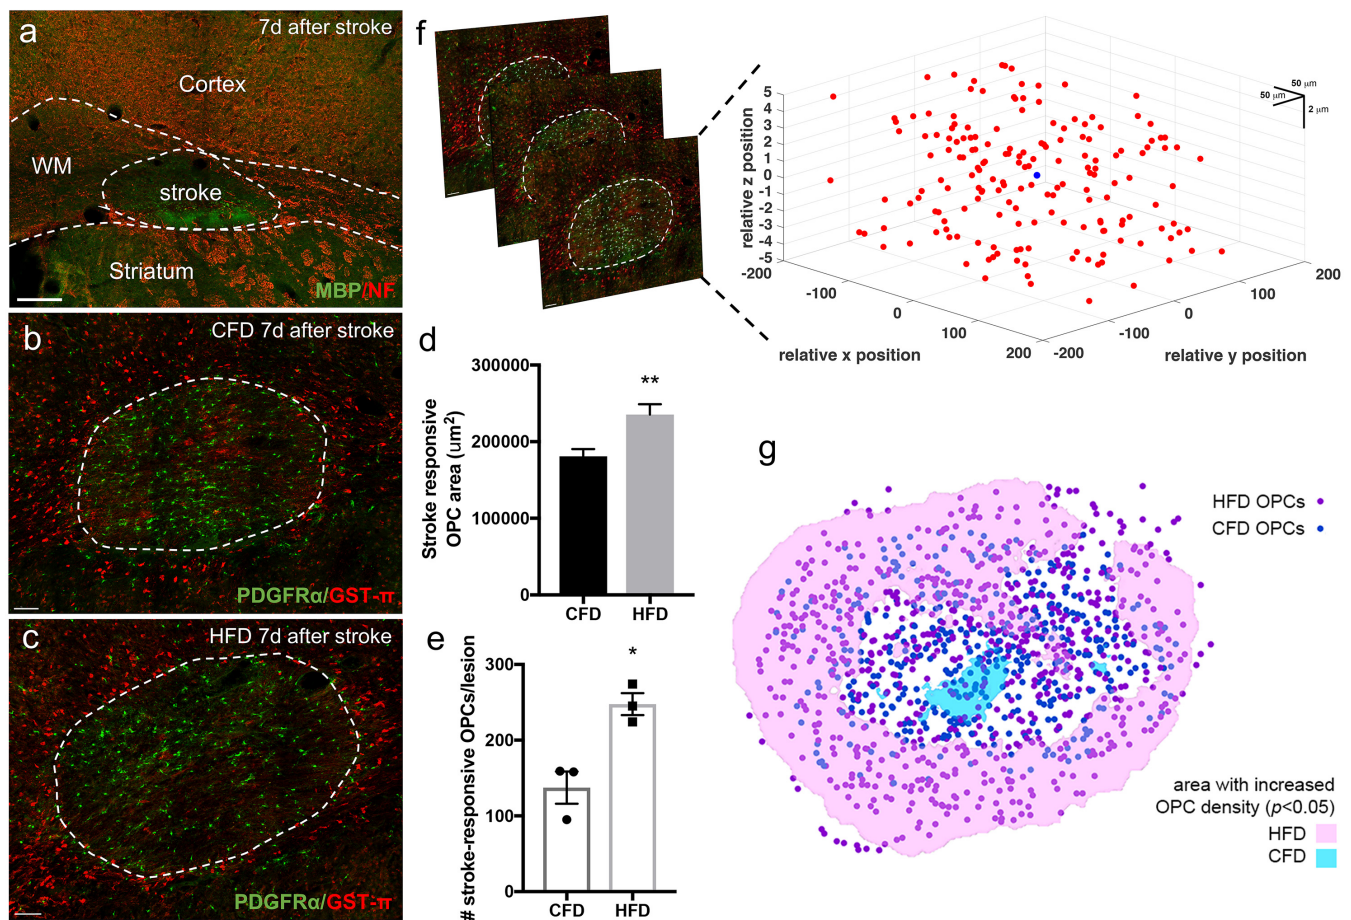 a
7d after stroke
Cortex
WM
stroke
Striatum
MBP/NF
b
CFD 7d after stroke
PDGFRα/GST-π
c
HFD 7d after stroke
PDGFRα/GST-π
d
Stroke responsive
OPC area (um²)
300000
200000
100000
0
**
CFD HFD
e
# stroke-responsive OPCs/lesion
300
200
100
0
*
CFD HFD
f
relative z position
5
4
3
2
1
0
-1
-2
-3
-4
-5
-200
-100
0
100
200
relative x position
-200
-100
0
100
200
relative y position
50 μm
50 μm
2 μm
g
HFD OPCs
CFD OPCs
area with increased
OPC density (p<0.05)
HFD
CFD